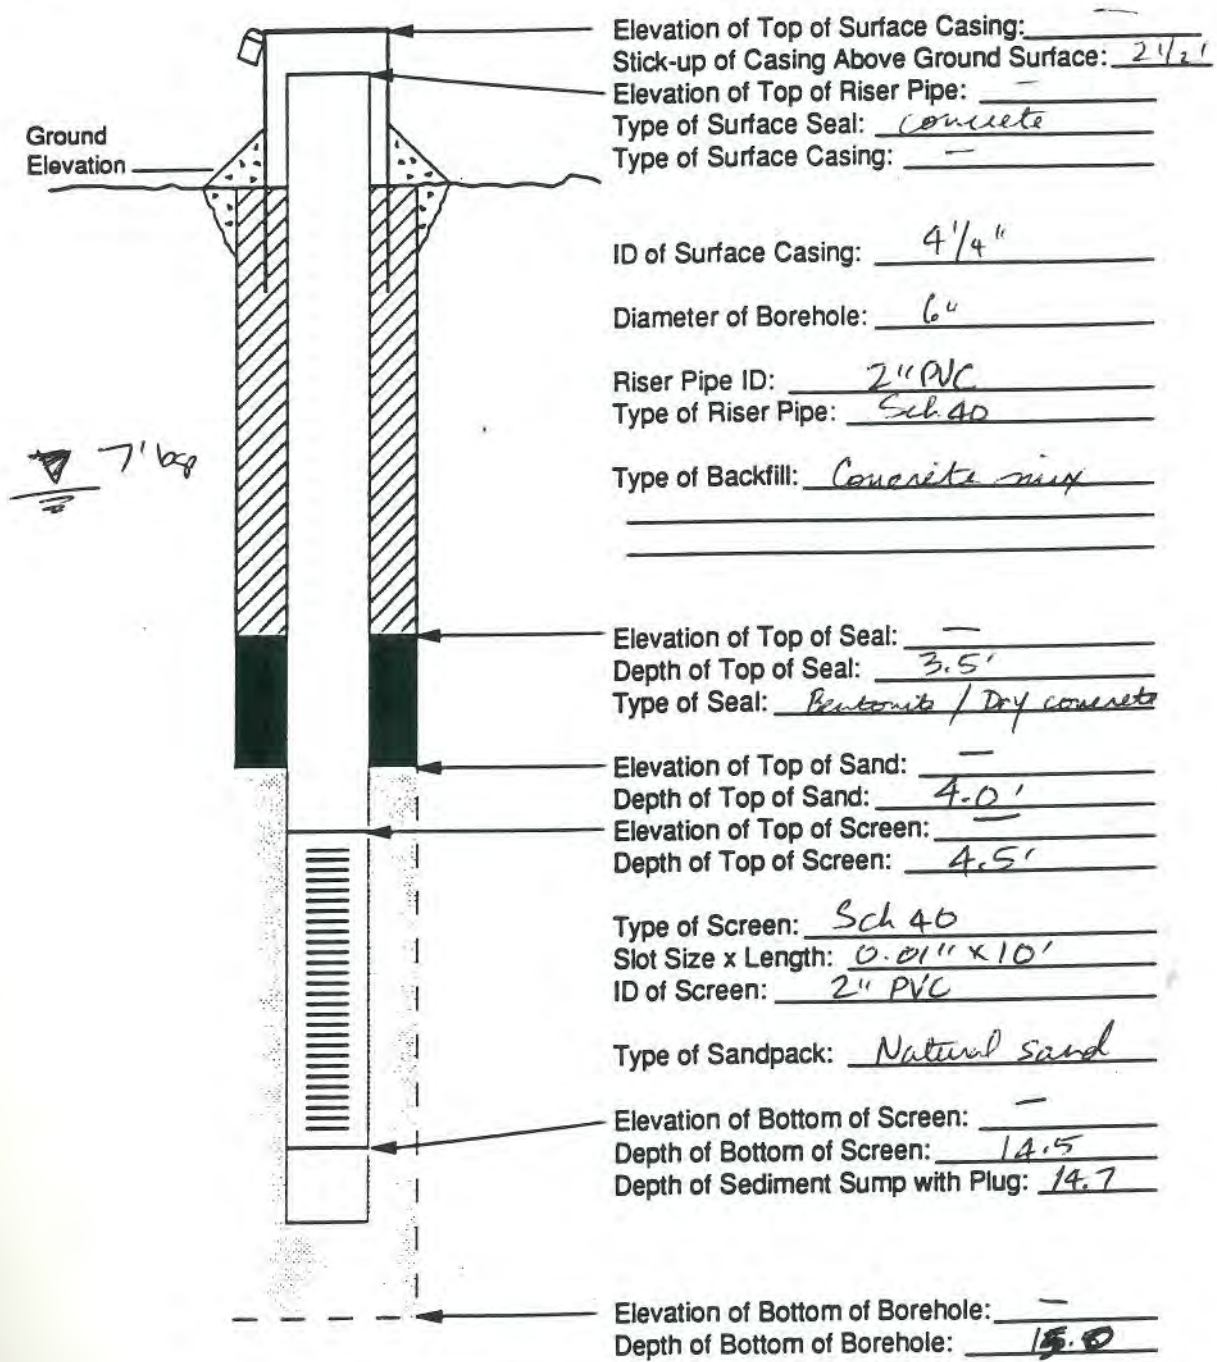 Elevation of Top of Surface Casing: —
Stick-up of Casing Above Ground Surface: 2 1/2'
Elevation of Top of Riser Pipe: —
Type of Surface Seal: concrete
Type of Surface Casing: —
Ground
Elevation
ID of Surface Casing: 4 1/4"
Diameter of Borehole: 6"
Riser Pipe ID: 2" PVC
Type of Riser Pipe: Sch 40
7'
Type of Backfill: Concrete mix
Elevation of Top of Seal: —
Depth of Top of Seal: 3.5'
Type of Seal: Bentonite / Dry concrete
Elevation of Top of Sand: —
Depth of Top of Sand: 4.0'
Elevation of Top of Screen: —
Depth of Top of Screen: 4.5'
Type of Screen: Sch 40
Slot Size x Length: 0.01" x 10'
ID of Screen: 2" PVC
Type of Sandpack: Natural sand
Elevation of Bottom of Screen: —
Depth of Bottom of Screen: 14.5
Depth of Sediment Sump with Plug: 14.7
Elevation of Bottom of Borehole: —
Depth of Bottom of Borehole: 15.0